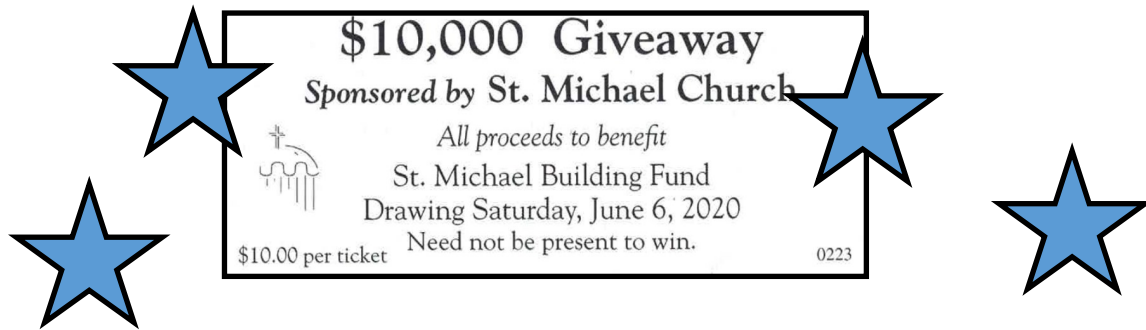 $10,000 Giveaway
Sponsored by St. Michael Church
All proceeds to benefit
St. Michael Building Fund
Drawing Saturday, June 6, 2020
Need not be present to win.
$10.00 per ticket
0223